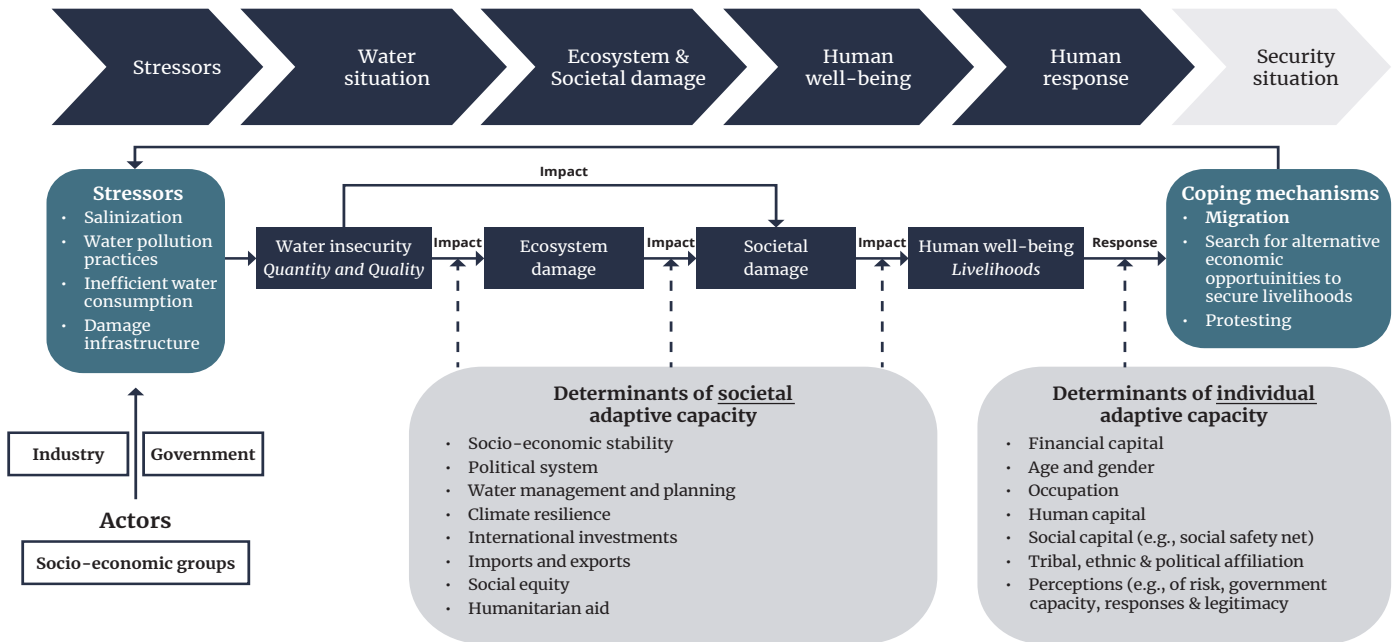 Stressors
Water
situation
Ecosystem &
Societal damage
Human
well-being
Human
response
Security
situation
Impact
Stressors
• Salinization
• Water pollution
practices
• Inefficient water
consumption
• Damage
infrastructure
Water insecurity
Quantity and Quality
Impact
Ecosystem
damage
Impact
Societal
damage
Impact
Human well-being
Livelihoods
Response
Coping mechanisms
• Migration
• Search for alternative
economic
opportunities to
secure livelihoods
• Protesting
Industry
Government
Actors
Socio-economic groups
Determinants of societal
adaptive capacity
• Socio-economic stability
• Political system
• Water management and planning
• Climate resilience
• International investments
• Imports and exports
• Social equity
• Humanitarian aid
Determinants of individual
adaptive capacity
• Financial capital
• Age and gender
• Occupation
• Human capital
• Social capital (e.g., social safety net)
• Tribal, ethnic & political affiliation
• Perceptions (e.g., of risk, government
capacity, responses & legitimacy